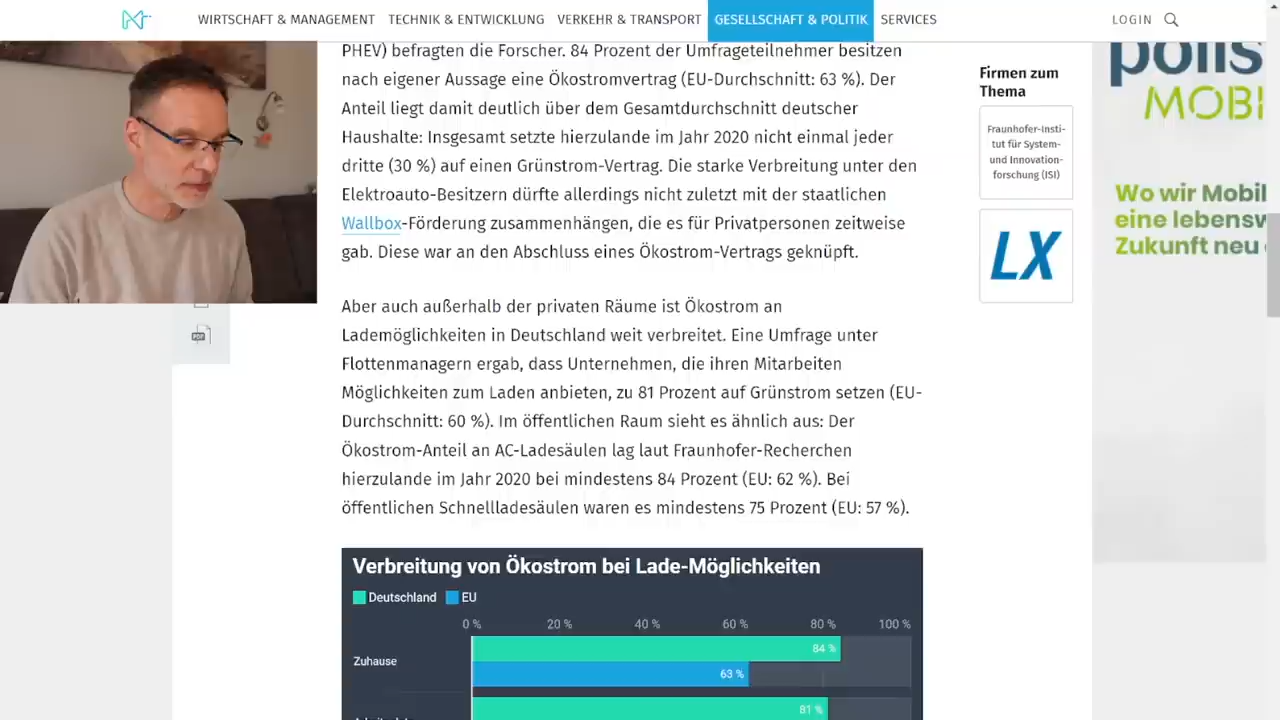 WIRTSCHAFT & MANAGEMENT TECHNIK & ENTWICKLUNG VERKEHR & TRANSPORT GESELLSCHAFT & POLITIK SERVICES LOGIN
PHEV) befragten die Forscher. 84 Prozent der Umfrageteilnehmer besitzen
nach eigener Aussage eine Ökostromvertrag (EU-Durchschnitt: 63 %). Der
Anteil liegt damit deutlich über dem Gesamtdurchschnitt deutscher
Haushalte: Insgesamt setzte hierzulande im Jahr 2020 nicht einmal jeder
dritte (30 %) auf einen Grünstrom-Vertrag. Die starke Verbreitung unter den
Elektroauto-Besitzern dürfte allerdings nicht zuletzt mit der staatlichen
Wallbox-Förderung zusammenhängen, die es für Privatpersonen zeitweise
gab. Diese war an den Abschluss eines Ökostrom-Vertrags geknüpft.
Aber auch außerhalb der privaten Räume ist Ökostrom an
Lademöglichkeiten in Deutschland weit verbreitet. Eine Umfrage unter
Flottenmanagern ergab, dass Unternehmen, die ihren Mitarbeiten
Möglichkeiten zum Laden anbieten, zu 81 Prozent auf Grünstrom setzen (EU-
Durchschnitt: 60 %). Im öffentlichen Raum sieht es ähnlich aus: Der
Ökostrom-Anteil an AC-Ladesäulen lag laut Fraunhofer-Recherchen
hierzulande im Jahr 2020 bei mindestens 84 Prozent (EU: 62 %). Bei
öffentlichen Schnellladesäulen waren es mindestens 75 Prozent (EU: 57 %).
Verbreitung von Ökostrom bei Lade-Möglichkeiten
Deutschland EU
0 % 20 % 40 % 60 % 80 % 100 %
Zuhause
84 %
63 %
81 %
Firmen zum
Thema
Fraunhofer-Insti-
tut für System-
und Innovation-
forschung (ISI)
LX
polis
MOBI
Wo wir Mobil
eine lebensw
Zukunft neu
PDF